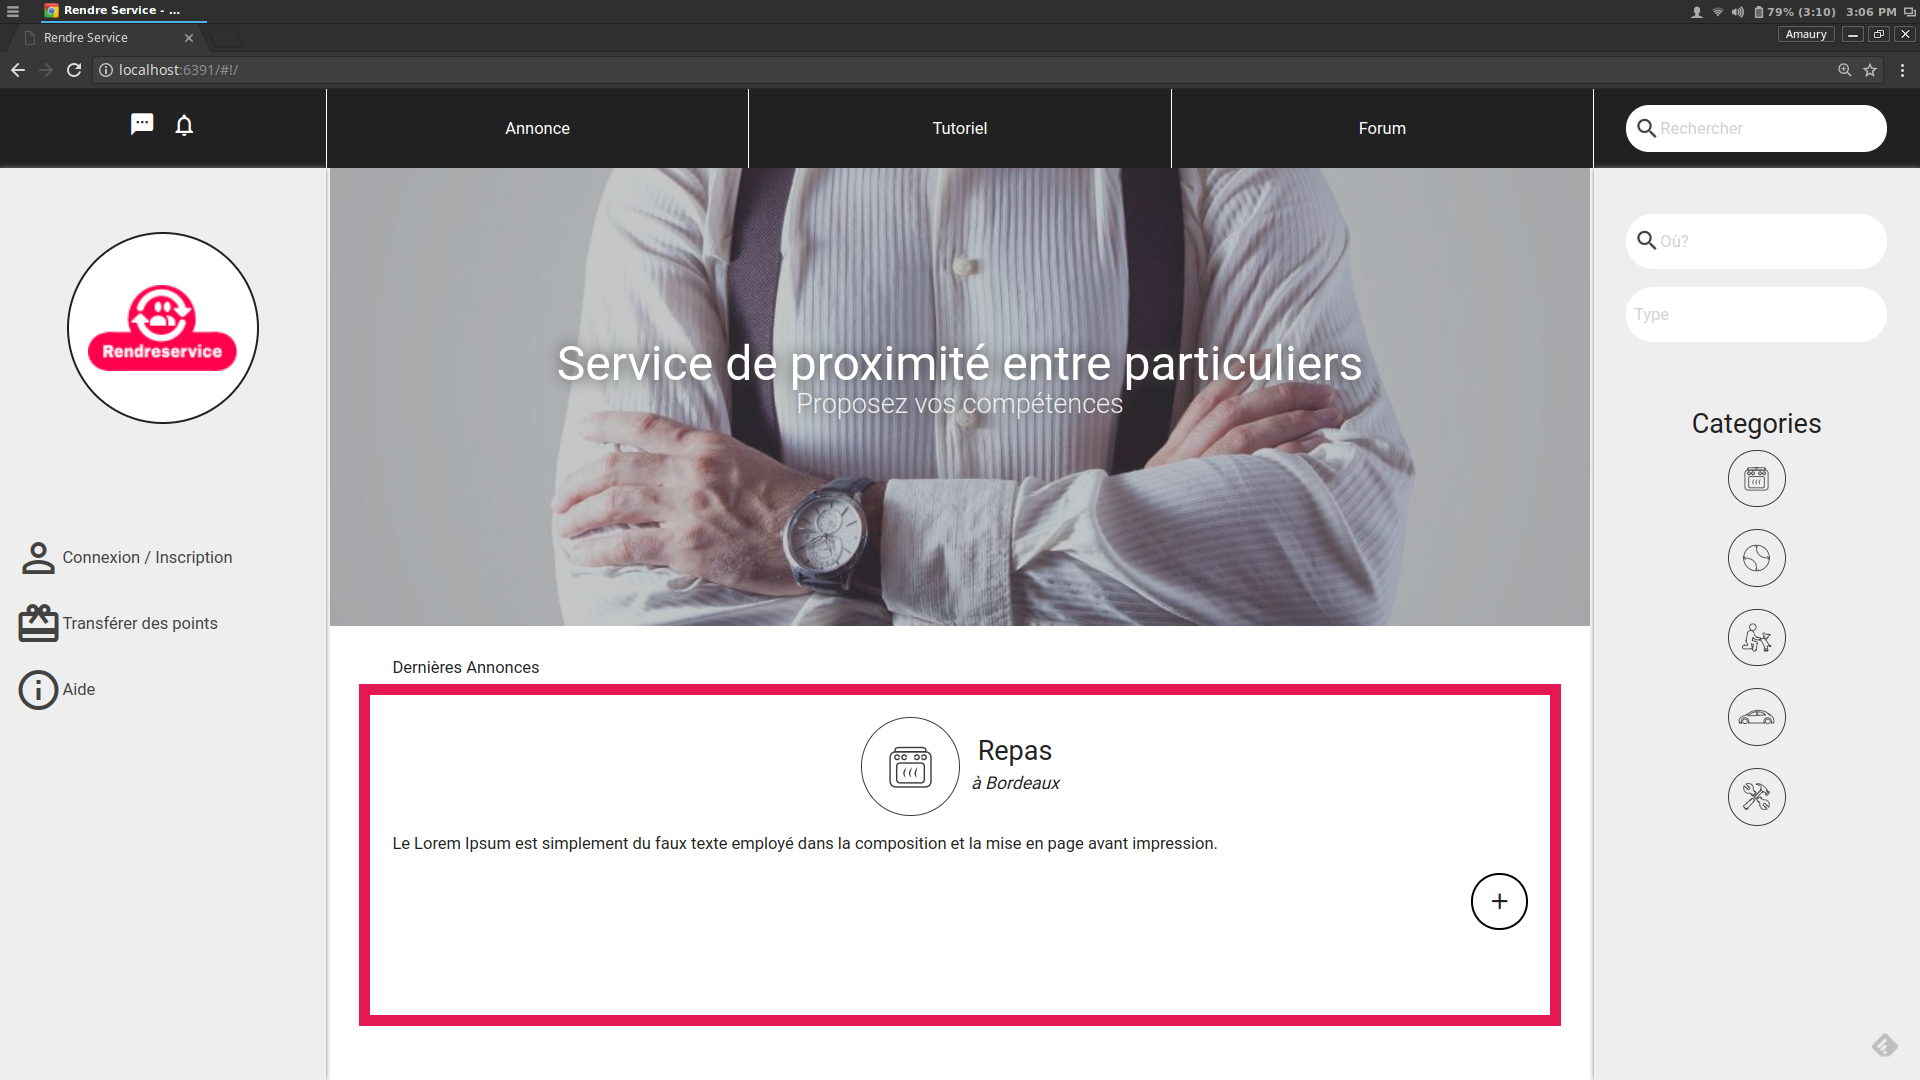 Rendre Service - ...
79% (3:10) 3:06 PM
Rendre Service
Amaury
localhost:6391/#!/
Annonce
Tutoriel
Forum
Rechercher
Rendreservice
Service de proximité entre particuliers
Proposez vos compétences
Où?
Type
Categories
Connexion / Inscription
Transférer des points
Aide
Dernières Annonces
Repas
à Bordeaux
Le Lorem Ipsum est simplement du faux texte employé dans la composition et la mise en page avant impression.
+